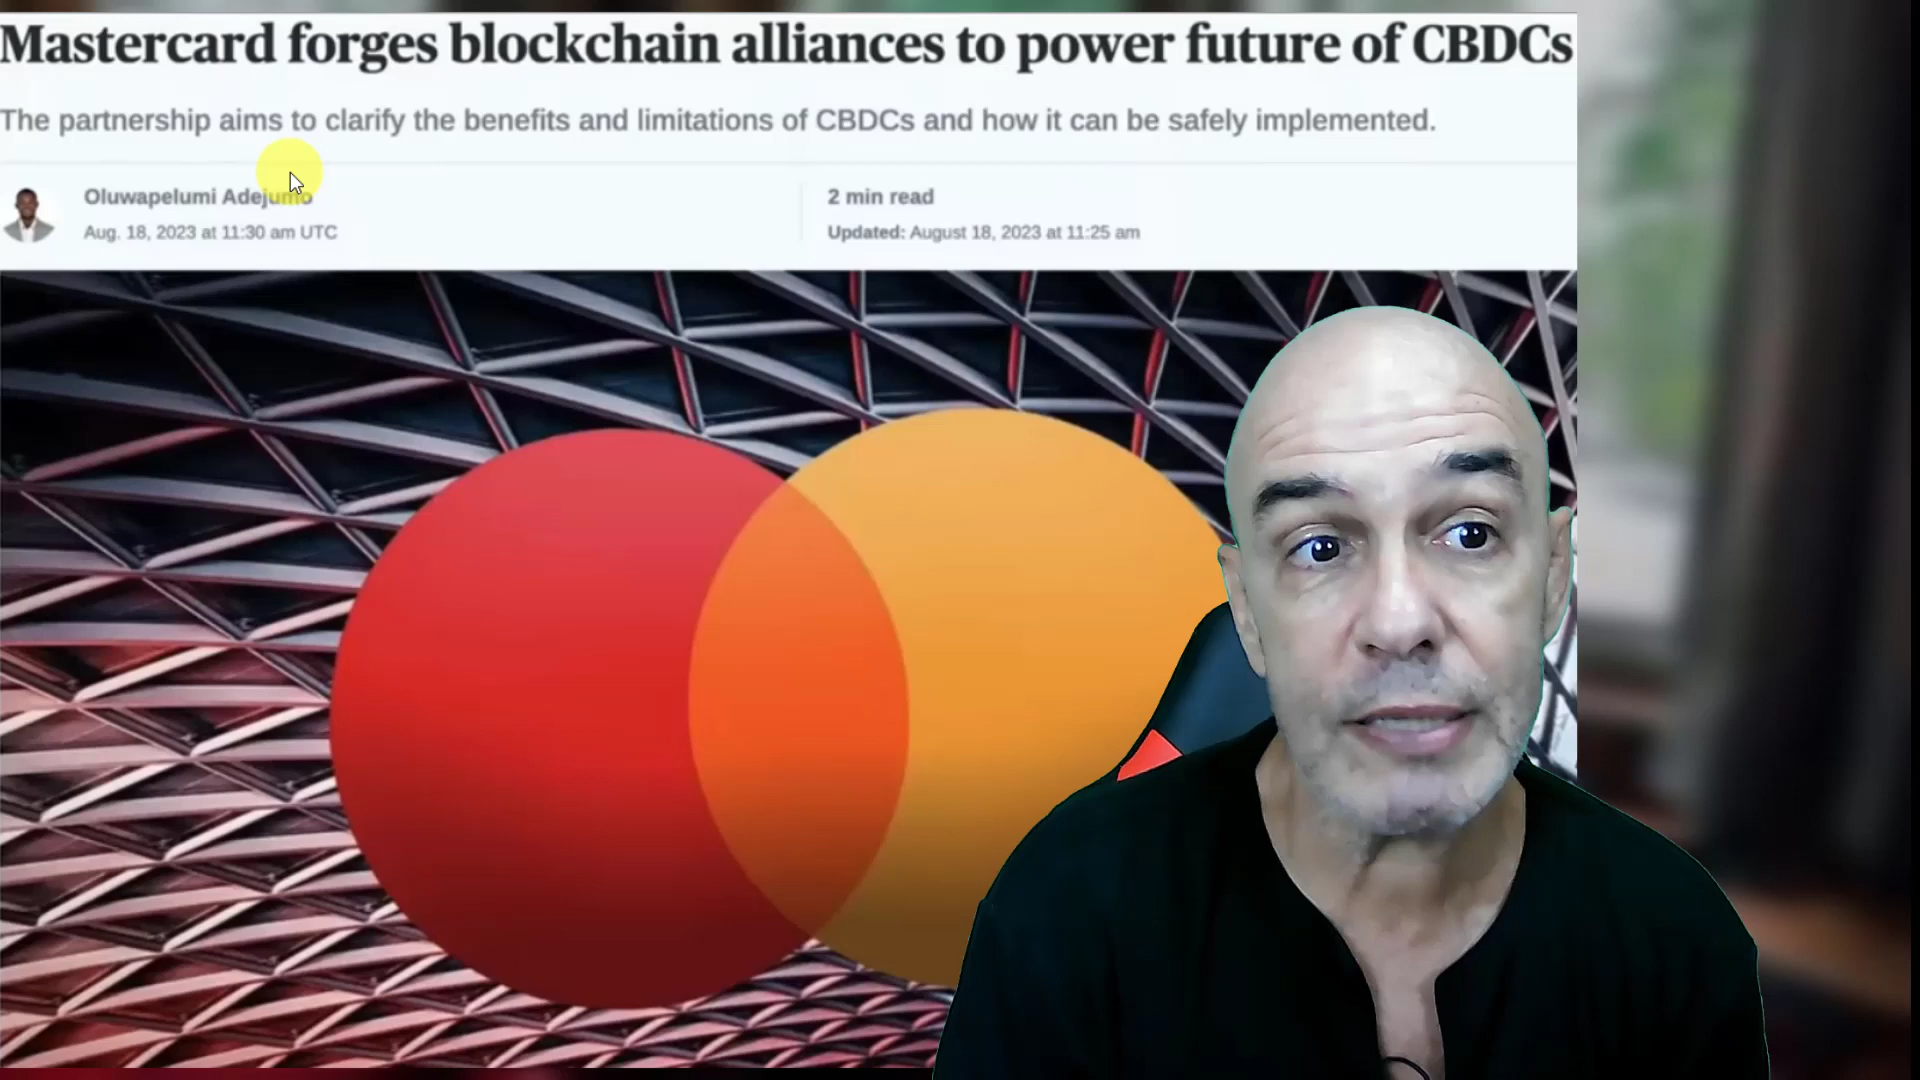 Mastercard forges blockchain alliances to power future of CBDCs
The partnership aims to clarify the benefits and limitations of CBDCs and how it can be safely implemented.
Oluwapelumi Adejumo
2 min read
Aug. 18, 2023 at 11:30 am UTC
Updated: August 18, 2023 at 11:25 am